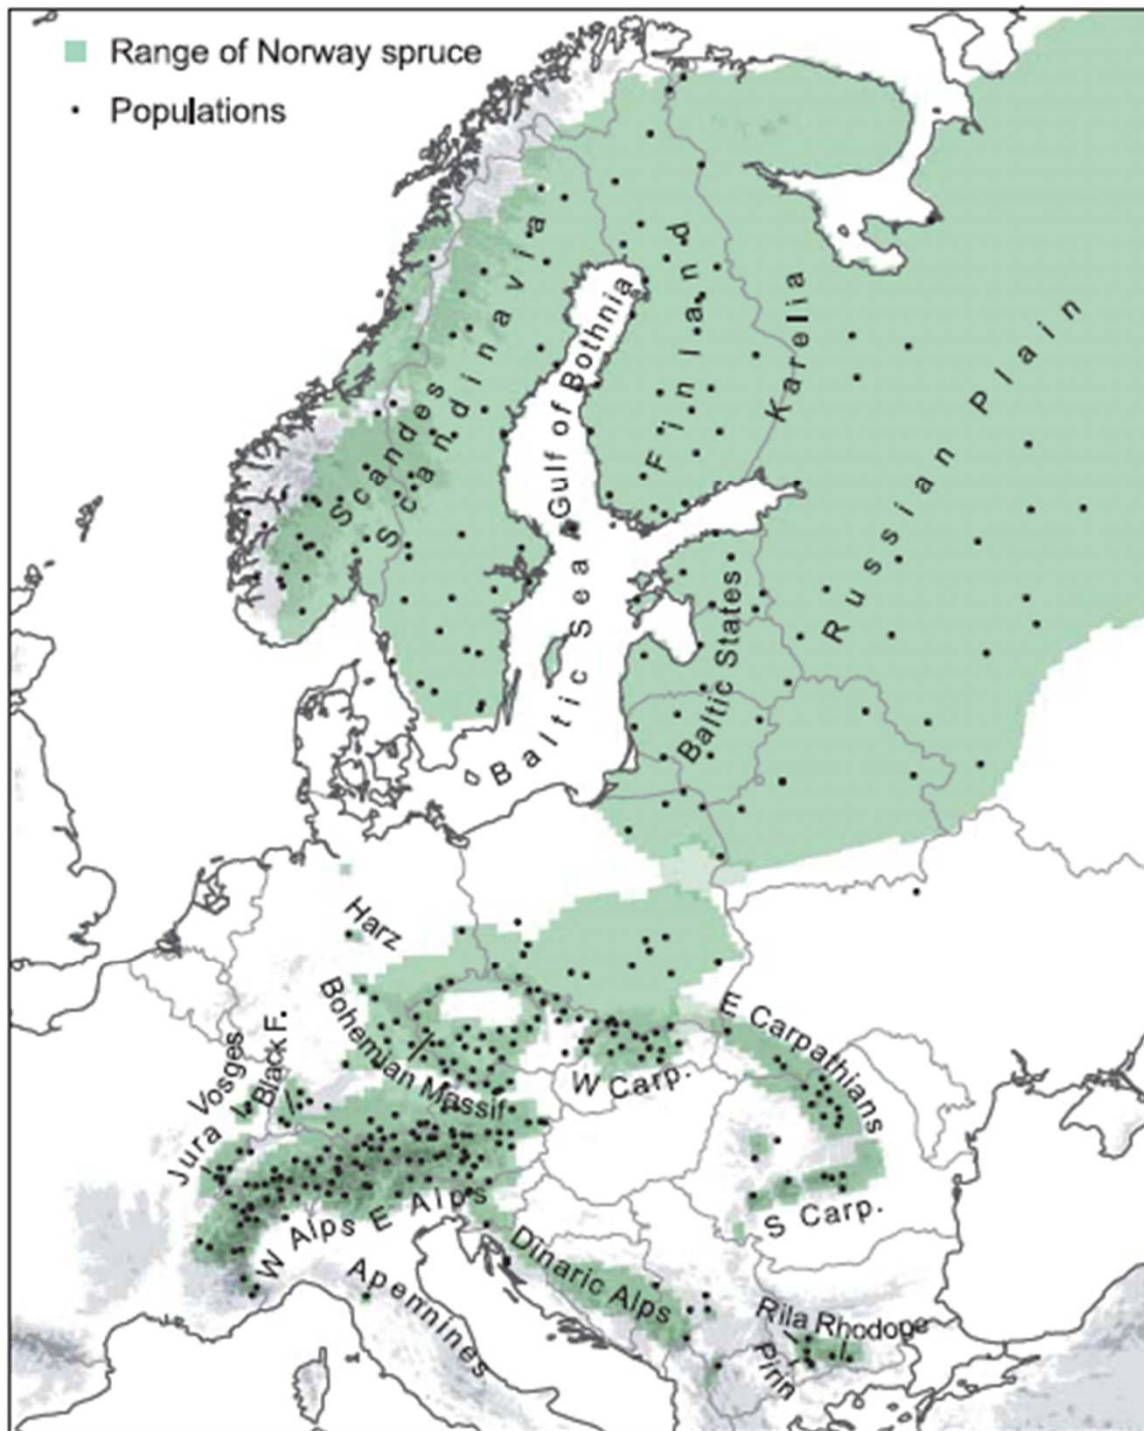 Range of Norway spruce
Populations
Scandes
Scandinavia
Finland
Karelia
Gulf of Bothnia
Baltic Sea
Russian Plain
Baltic States
Harz
Bohemian Massif
Vosges
Black F.
Jura
W Carp.
E Carpathians
S Carp.
W Alps
E Alps
Apennines
Dinaric Alps
Rila
Rhodope
Pirin